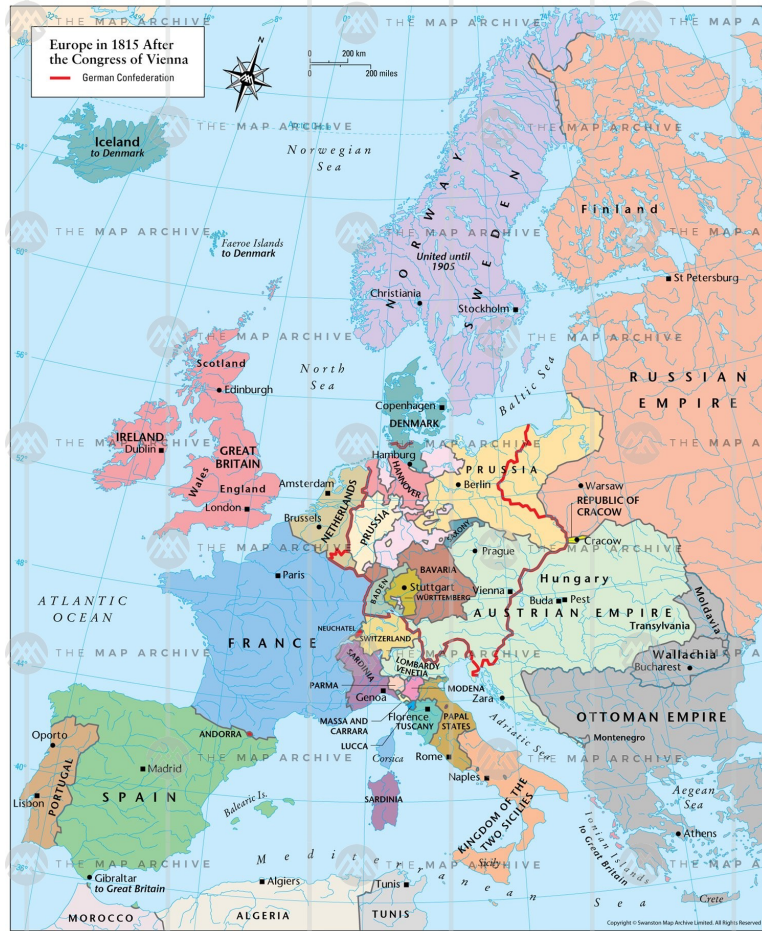 Europe in 1815 After
the Congress of Vienna
German Confederation
N
0 200 km
0 200 miles
THE MAP ARCHIVE
Iceland
to Denmark
Norwegian
Sea
Faeroe Islands
to Denmark
NORWAY
SWEDEN
United until
1905
Christiania
Stockholm
Finland
St Petersburg
RUSSIAN
EMPIRE
North
Sea
Baltic Sea
Scotland
Edinburgh
IRELAND
Dublin
GREAT
BRITAIN
Wales
England
London
Copenhagen
DENMARK
Hamburg
HANNOVER
PRUSSIA
Berlin
Warsaw
REPUBLIC OF
CRACOW
Cracow
Amsterdam
NETHERLANDS
Brussels
PRUSSIA
SAXONY
Prague
Paris
BAVARIA
BADEN
Stuttgart
WÜRTTEMBERG
Vienna
Hungary
Buda
Pest
AUSTRIAN EMPIRE
Transylvania
Moldavia
Wallachia
Bucharest
ATLANTIC
OCEAN
FRANCE
NEUCHATEL
SWITZERLAND
SARDINIA
LOMBARDY
VENETIA
PARMA
Genoa
MODENA
Zara
MASSA AND
CARRARA
Florence
TUSCANY
PAPAL
STATES
LUCCA
Corsica
Adriatic Sea
OTTOMAN EMPIRE
Montenegro
ANDORRA
Oporto
PORTUGAL
Lisbon
Madrid
SPAIN
Balearic Is.
Rome
Naples
SARDINIA
KINGDOM OF THE
TWO SICILIES
Sicily
Ionian Islands
to Great Britain
Aegean
Sea
Athens
Crete
Gibraltar
to Great Britain
Mediterranean
Sea
Algiers
Tunis
MOROCCO
ALGERIA
TUNIS
64°
60°
56°
52°
48°
44°
40°
36°
Copyright © Swanston Map Archive Limited. All Rights Reserved